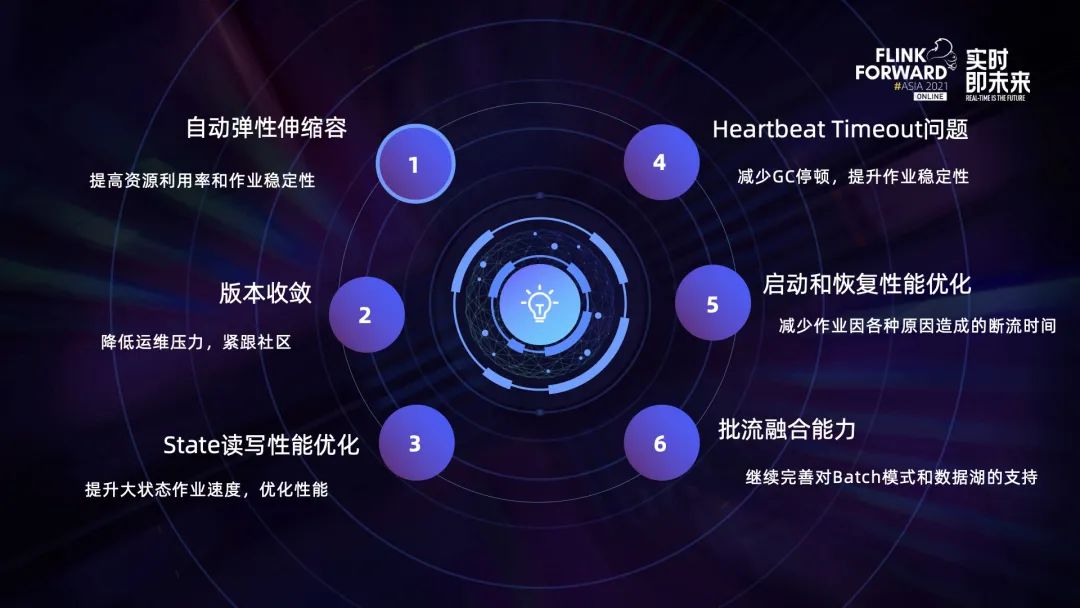 FLINK
FORWARD
#ASIA 2021
ONLINE
实时
即未来
REAL-TIME IS THE FUTURE
自动弹性伸缩容
提高资源利用率和作业稳定性
1
版本收敛
降低运维压力，紧跟社区
2
State读写性能优化
提升大状态作业速度，优化性能
3
Heartbeat Timeout问题
减少GC停顿，提升作业稳定性
4
启动和恢复性能优化
减少作业因各种原因造成的断流时间
5
批流融合能力
继续完善对Batch模式和数据湖的支持
6